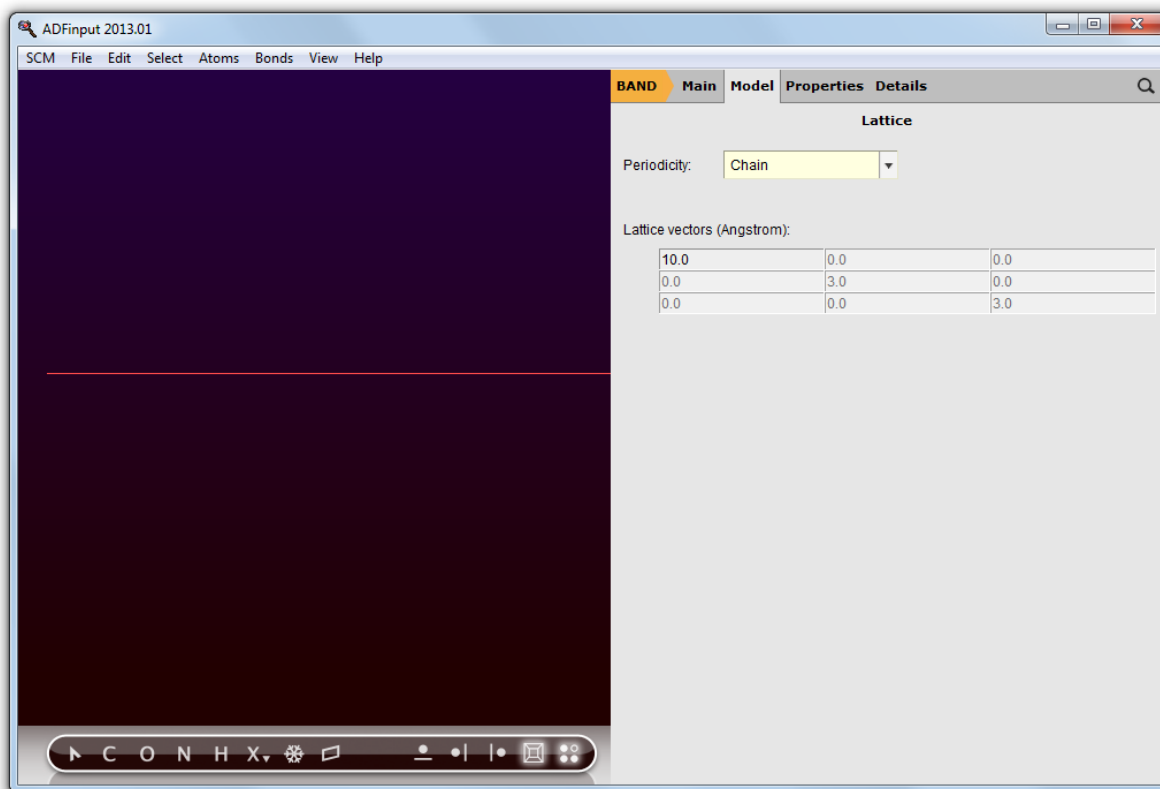 ADFinput 2013.01
SCM File Edit Select Atoms Bonds View Help
BAND Main Model Properties Details
Lattice
Periodicity: Chain
Lattice vectors (Angstrom):
10.0 0.0 0.0
0.0 3.0 0.0
0.0 0.0 3.0
C O N H X